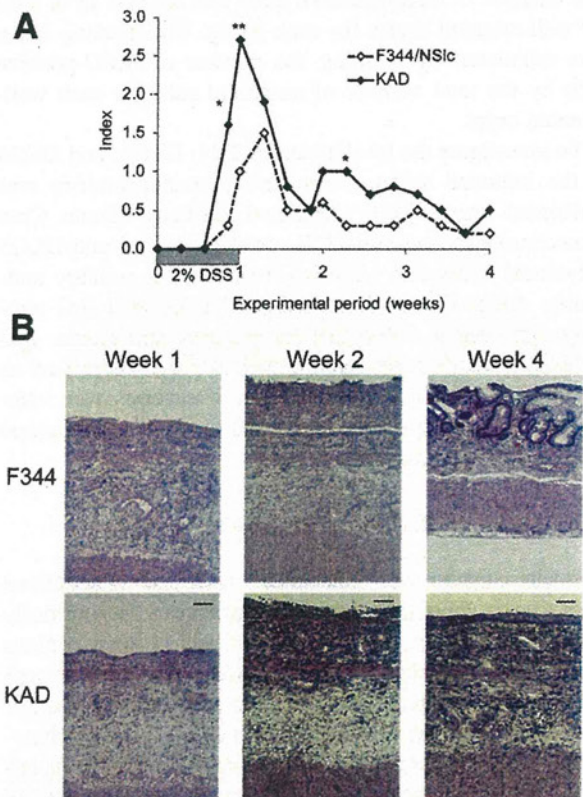 A
3.0
2.5
2.0
1.5
1.0
0.5
0.0
Index
**
*
*
F344/NSlc
KAD
0 1 2 3 4
2% DSS
Experimental period (weeks)
B
Week 1 Week 2 Week 4
F344
KAD